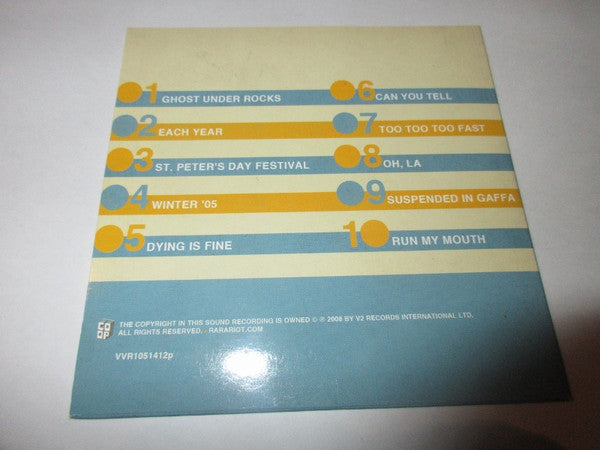 1 GHOST UNDER ROCKS
2 EACH YEAR
3 ST. PETER'S DAY FESTIVAL
4 WINTER '05
5 DYING IS FINE
6 CAN YOU TELL
7 TOO TOO TOO FAST
8 OH, LA
9 SUSPENDED IN GAFFA
10 RUN MY MOUTH
CO
OP
THE COPYRIGHT IN THIS SOUND RECORDING IS OWNED © ℗ 2008 BY V2 RECORDS INTERNATIONAL LTD.
ALL RIGHTS RESERVED. RARARIOT.COM
VVR1051412p